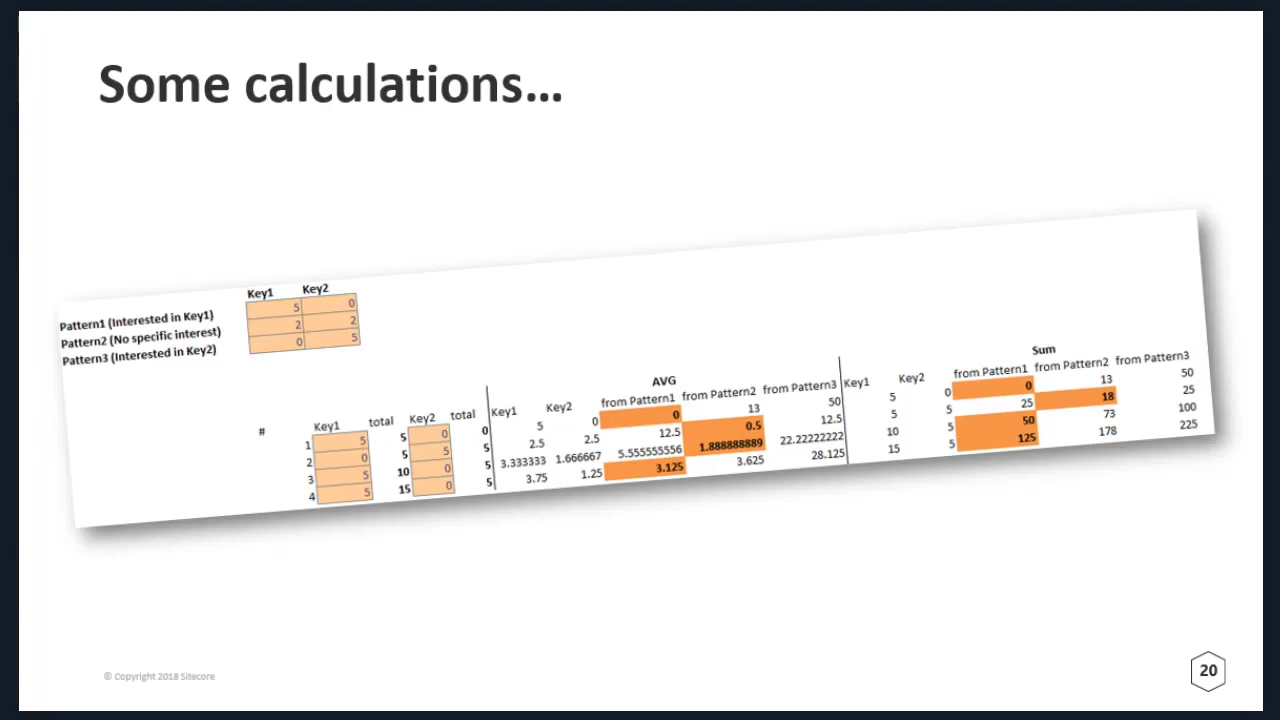 Some calculations...
Key1 Key2
Pattern1 (Interested in Key1) 5 0
Pattern2 (No specific interest) 2 2
Pattern3 (Interested in Key2) 0 5
AVG Sum
# Key1 total Key2 total Key1 Key2 from Pattern1 from Pattern2 from Pattern3 Key1 Key2 from Pattern1 from Pattern2 from Pattern3
1 5 5 0 0 5 0 0 13 50 5 0 0 13 50
2 0 5 5 5 2.5 2.5 12.5 0.5 12.5 5 5 25 18 25
3 5 10 0 5 3.333333 1.666667 5.555555556 1.888888889 22.22222222 10 5 50 73 100
4 5 15 0 5 3.75 1.25 3.125 3.625 28.125 15 5 125 178 225
© Copyright 2018 Sitecore
20